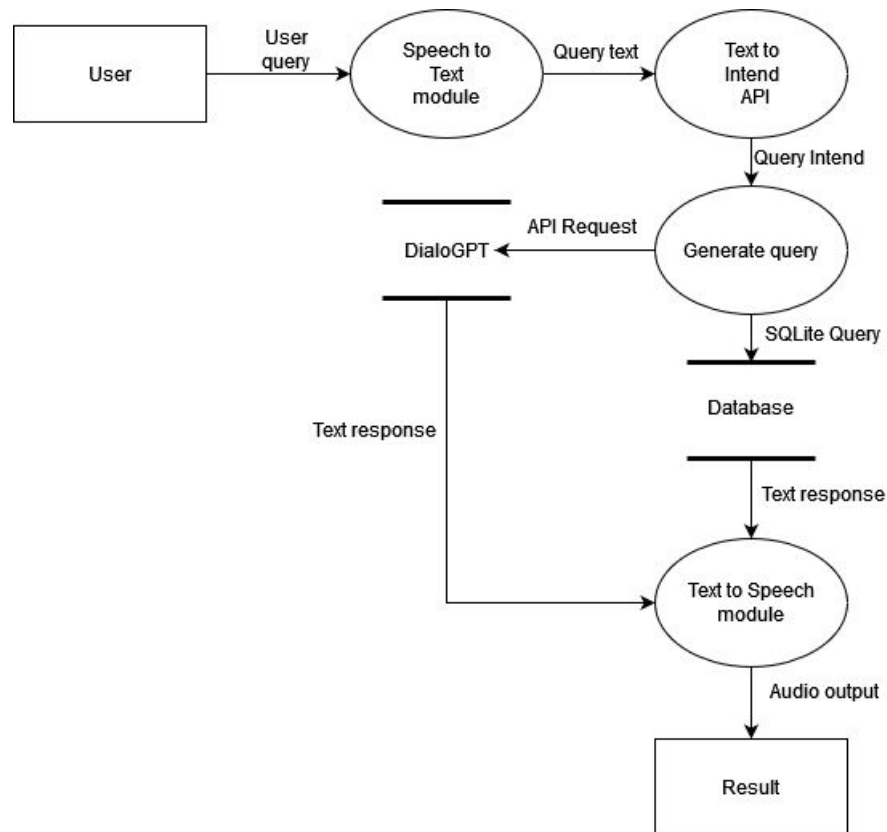 User
User
query
Speech to
Text
module
Query text
Text to
Intend
API
Query Intend
DialoGPT
API Request
Generate query
SQLite Query
Database
Text response
Text response
Text to Speech
module
Audio output
Result